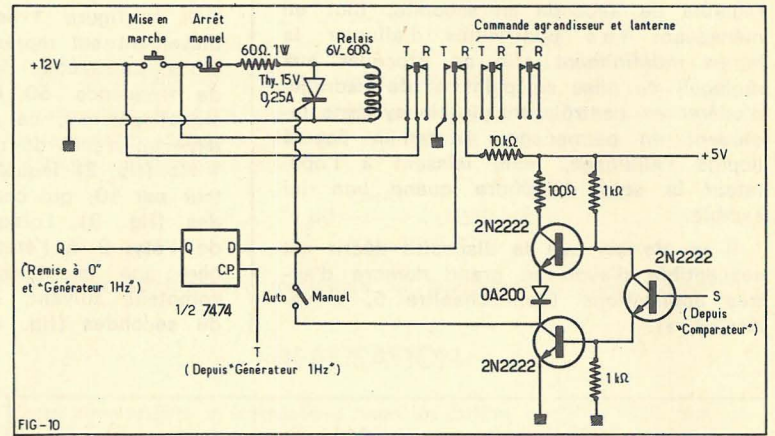 Mise en
marche
Arrêt
manuel
Relais
6V_60Ω
Commande agrandisseur et lanterne
60Ω.1W
T R T R T R T R
+12V
Thy.15V
0,25A
10kΩ
+5V
100Ω
1kΩ
2N2222
2N2222
Q
Q D
C.P.
("Remise à 0"
et "Générateur 1Hz")
1/2 7474
Auto
Manuel
OA200
S
(Depuis
"Comparateur")
T
(Depuis "Générateur 1Hz")
2N2222
1kΩ
FIG-10